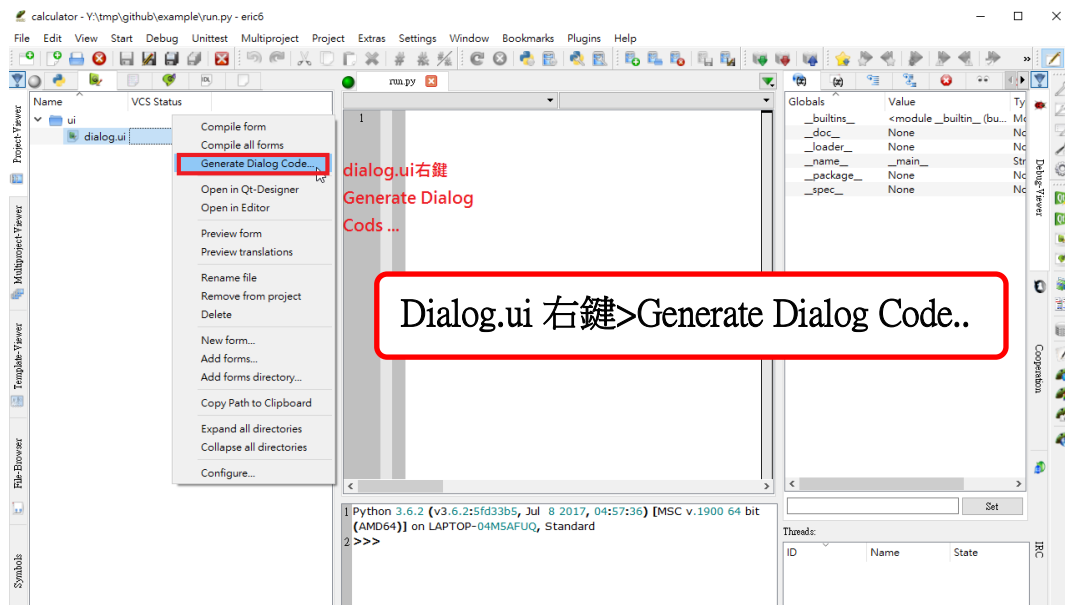 calculator - Y:\tmp\github\example\run.py - eric6
File Edit View Start Debug Unittest Multiproject Project Extras Settings Window Bookmarks Plugins Help
run.py
Name VCS Status
ui
dialog.ui
Compile form
Compile all forms
Generate Dialog Code...
Open in Qt-Designer
Open in Editor
Preview form
Preview translations
Rename file
Remove from project
Delete
New form...
Add forms...
Add forms directory...
Copy Path to Clipboard
Expand all directories
Collapse all directories
Configure...
Project-Viewer
Multiproject-Viewer
Template-Viewer
File-Browser
Symbols
1
dialog.ui右鍵
Generate Dialog
Cods ...
Dialog.ui 右鍵>Generate Dialog Code..
Globals Value Ty
__builtins__ <module __builtin__ (bu... Mo
__doc__ None No
__loader__ None No
__name__ __main__ Str
__package__ None No
__spec__ None No
Set
Threads:
ID Name State
Debug-Viewer
Cooperation
IRC
1 Python 3.6.2 (v3.6.2:5fd33b5, Jul 8 2017, 04:57:36) [MSC v.1900 64 bit
(AMD64)] on LAPTOP-04M5AFUQ, Standard
2 >>>